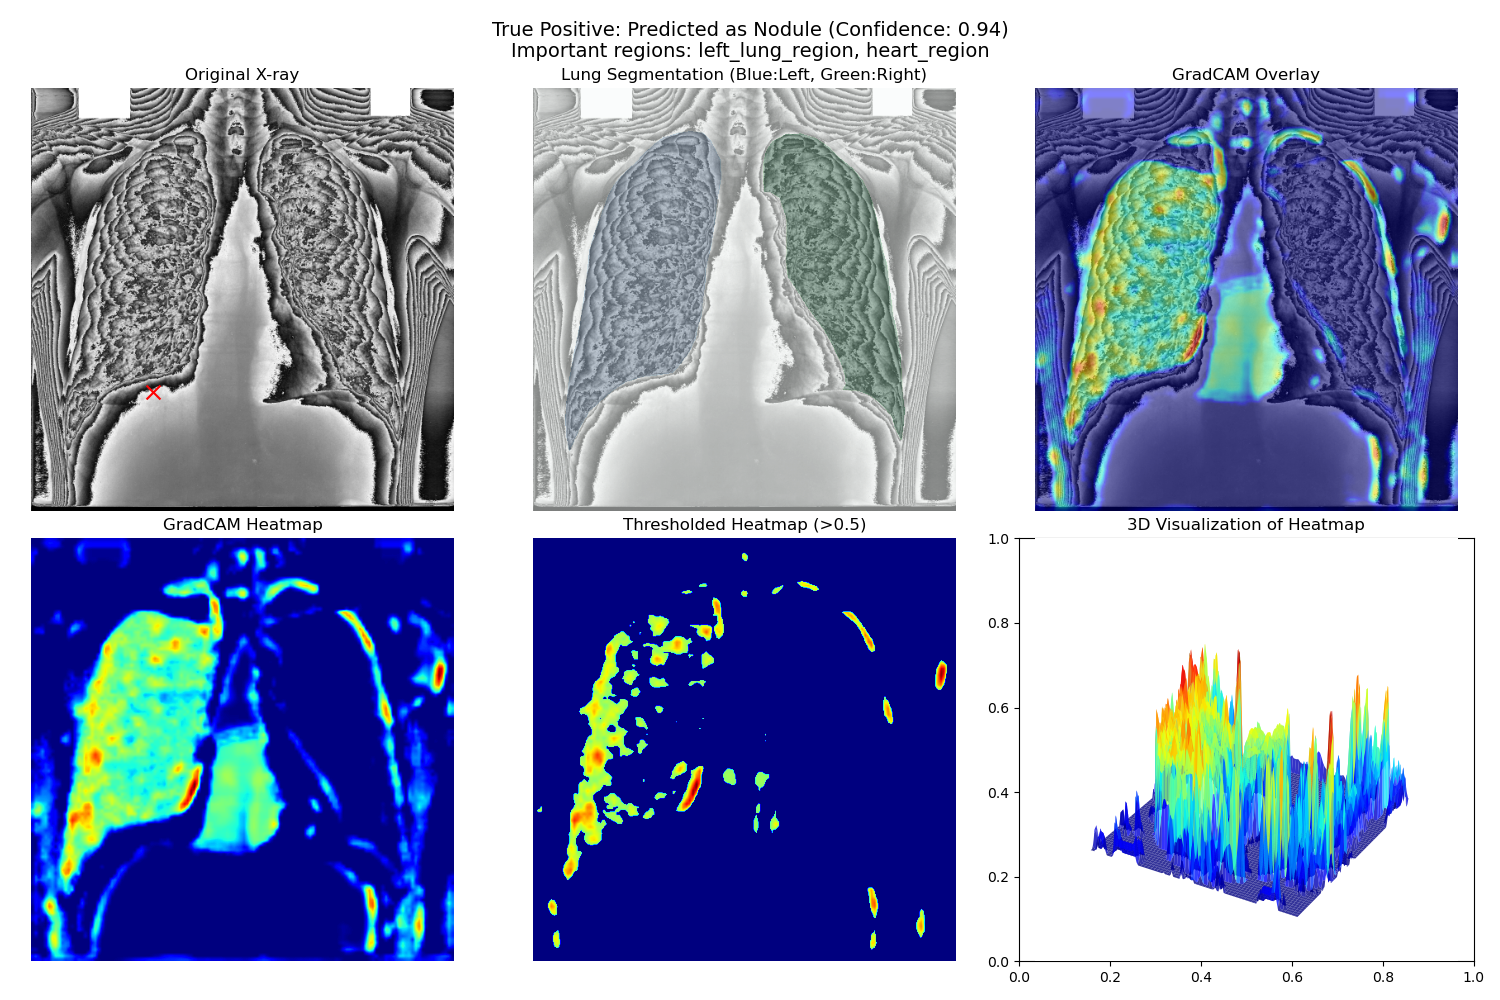 True Positive: Predicted as Nodule (Confidence: 0.94)
Important regions: left_lung_region, heart_region
Original X-ray
Lung Segmentation (Blue:Left, Green:Right)
GradCAM Overlay
GradCAM Heatmap
Thresholded Heatmap (>0.5)
3D Visualization of Heatmap
1.0
0.8
0.6
0.4
0.2
0.0
0.0 0.2 0.4 0.6 0.8 1.0